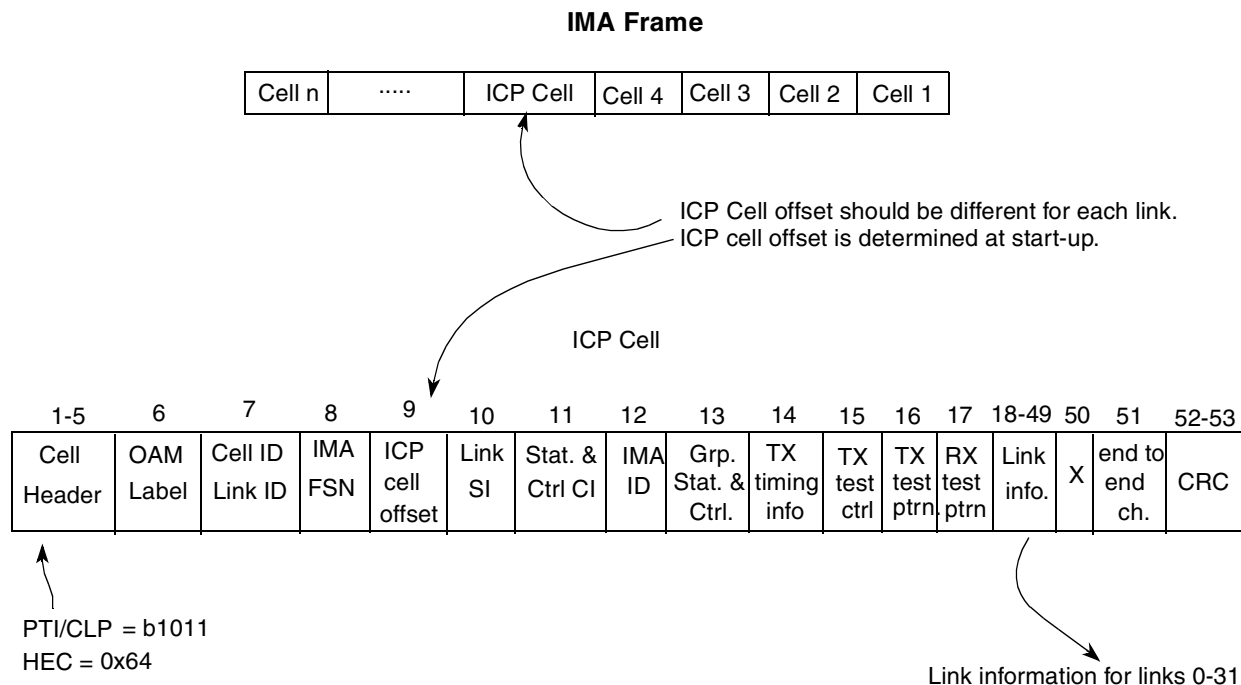 IMA Frame
Cell n ..... ICP Cell Cell 4 Cell 3 Cell 2 Cell 1
ICP Cell offset should be different for each link.
ICP cell offset is determined at start-up.
ICP Cell
1-5 6 7 8 9 10 11 12 13 14 15 16 17 18-49 50 51 52-53
Cell Header
OAM Label
Cell ID Link ID
IMA FSN
ICP cell offset
Link SI
Stat. & Ctrl CI
IMA ID
Grp. Stat. & Ctrl.
TX timing info
TX test ctrl
TX test ptrn.
RX test ptrn
Link info.
X
end to end ch.
CRC
PTI/CLP = b1011
HEC = 0x64
Link information for links 0-31